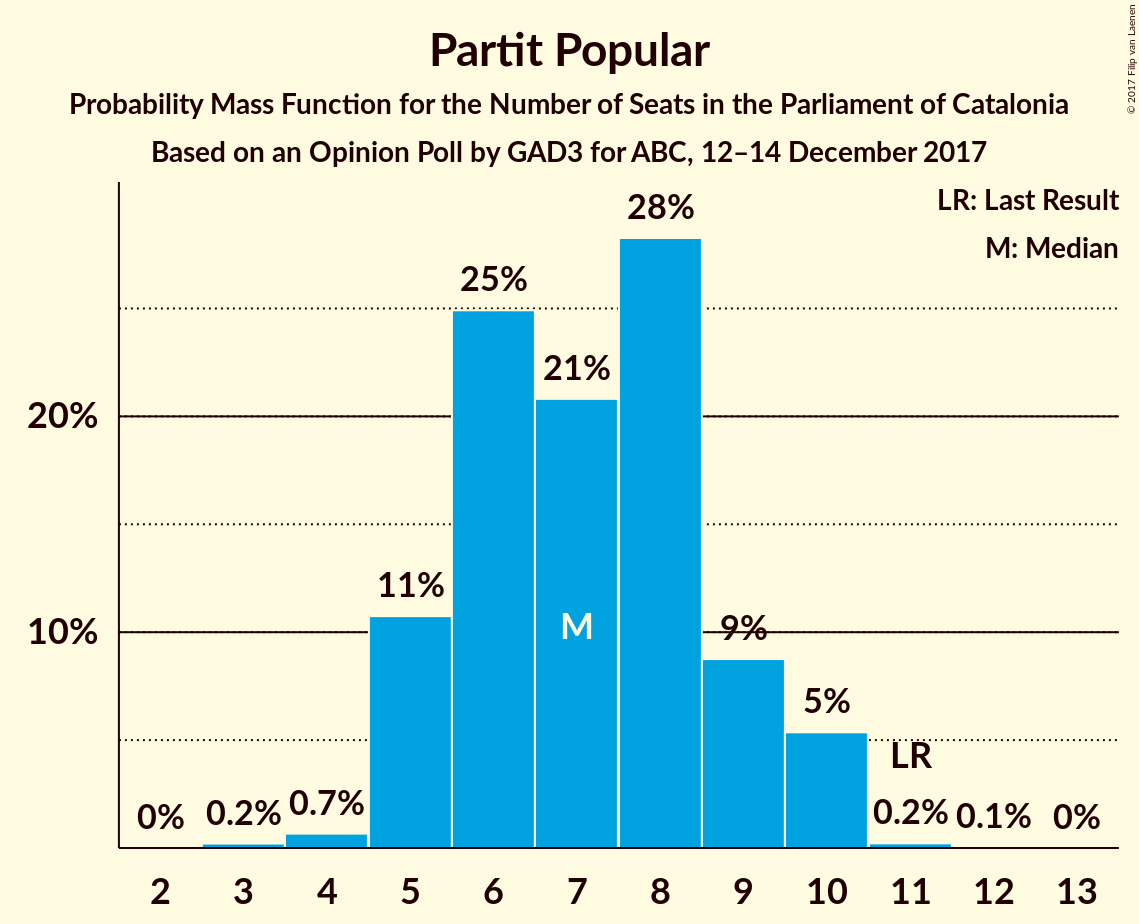 Partit Popular
Probability Mass Function for the Number of Seats in the Parliament of Catalonia
Based on an Opinion Poll by GAD3 for ABC, 12–14 December 2017
© 2017 Filip van Laenen
LR: Last Result
M: Median
28%
25%
21%
20%
11%
M
10%
9%
5%
LR
0%
0.2%
0.7%
0.2%
0.1%
0%
2 3 4 5 6 7 8 9 10 11 12 13